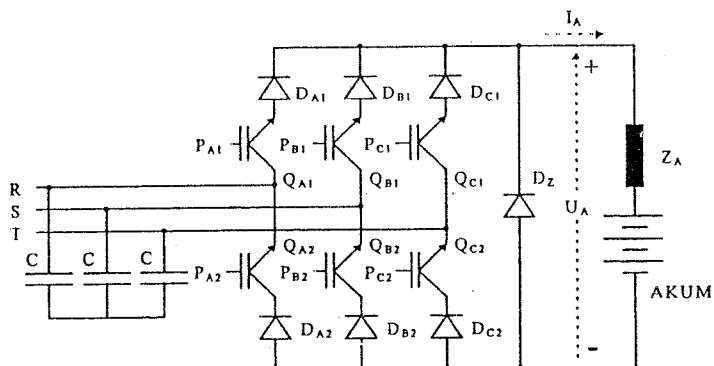 I_A
+
D_A1 D_B1 D_C1
P_A1 P_B1 P_C1
Z_A
R Q_A1 Q_B1 Q_C1 D_Z
S
T U_A
C C C Q_A2 Q_B2 Q_C2
P_A2 P_B2 P_C2
AKUM
D_A2 D_B2 D_C2
-